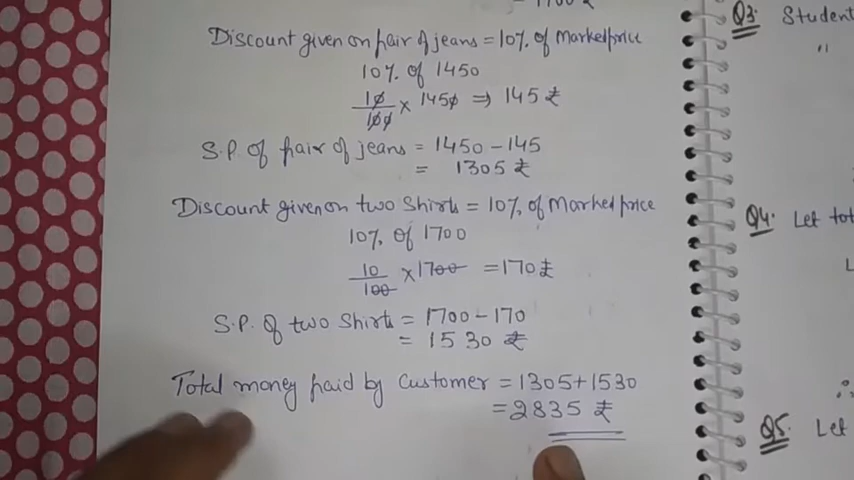 Discount given on pair of jeans = 10% of Marked price
10% of 1450
10/100 × 1450 ⇒ 145 ₹
S.P. of pair of jeans = 1450 - 145
= 1305 ₹
Discount given on two Shirts = 10% of Marked price
10% of 1700
10/100 × 1700 = 170 ₹
S.P. of two Shirts = 1700 - 170
= 1530 ₹
Total money paid by Customer = 1305 + 1530
= 2835 ₹
Q3. Student
"
Q4. Let tot
L
∴
Q5. Let